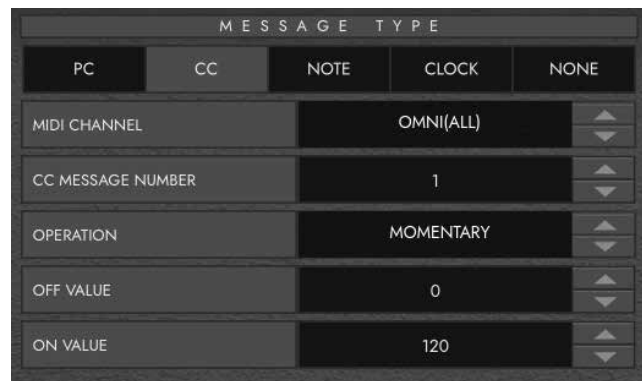 MESSAGE TYPE
PC CC NOTE CLOCK NONE
MIDI CHANNEL OMNI(ALL)
CC MESSAGE NUMBER 1
OPERATION MOMENTARY
OFF VALUE 0
ON VALUE 120